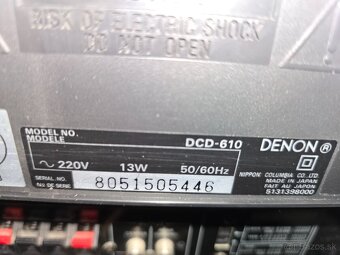 RISK OF ELECTRIC SHOCK
DO NOT OPEN
MODEL NO.
MODELE
DCD-610
DENON®
~ 220V 13W 50/60Hz
NIPPON COLUMBIA CO. LTD.
MADE IN JAPAN
FAIT AU JAPON
5131398000
SERIAL NO.
No. DE SERIE
8051505446